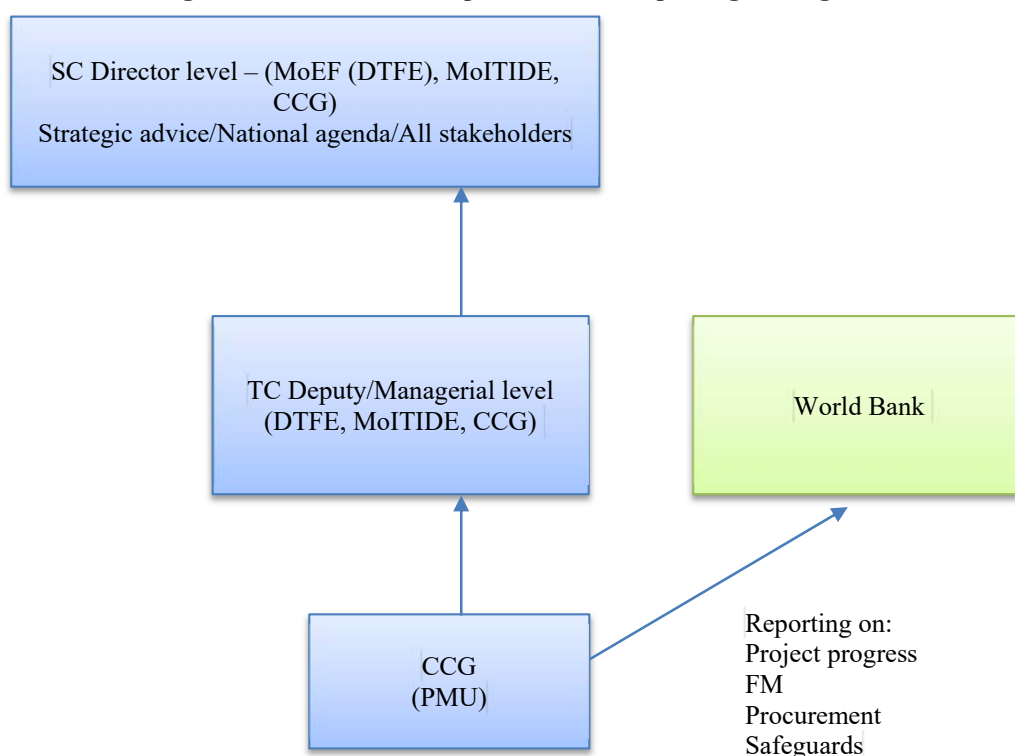 SC Director level – (MoEF (DTFE), MoITIDE,
CCG)
Strategic advice/National agenda/All stakeholders
TC Deputy/Managerial level
(DTFE, MoITIDE, CCG)
World Bank
CCG
(PMU)
Reporting on:
Project progress
FM
Procurement
Safeguards